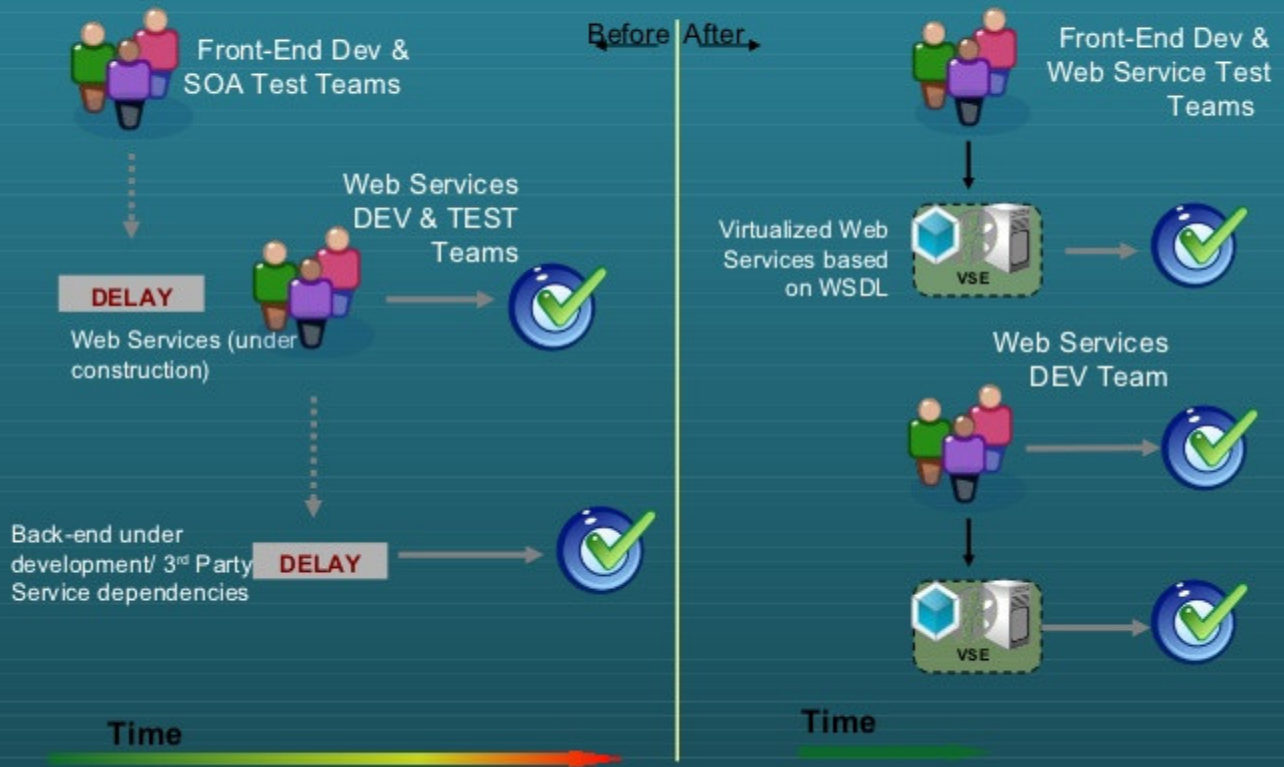 Before After
Front-End Dev &
SOA Test Teams
Web Services
DEV & TEST
Teams
DELAY
Web Services (under
construction)
Back-end under
development/ 3rd Party
Service dependencies
DELAY
Time
Front-End Dev &
Web Service Test
Teams
Virtualized Web
Services based
on WSDL
VSE
Web Services
DEV Team
VSE
Time